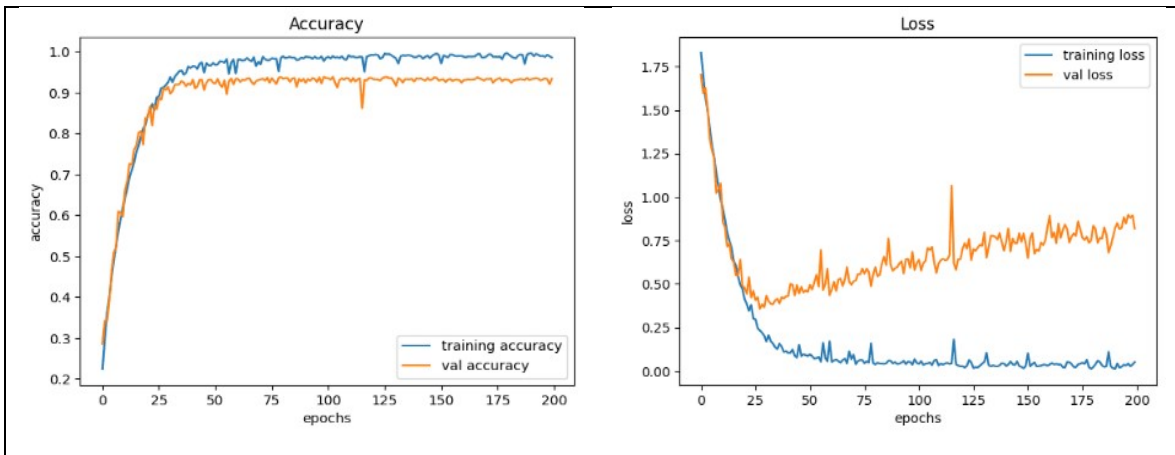 Accuracy
1.0
0.9
0.8
0.7
0.6
0.5
0.4
0.3
0.2
accuracy
training accuracy
val accuracy
0 25 50 75 100 125 150 175 200
epochs
Loss
1.75
1.50
1.25
1.00
0.75
0.50
0.25
0.00
loss
training loss
val loss
0 25 50 75 100 125 150 175 200
epochs